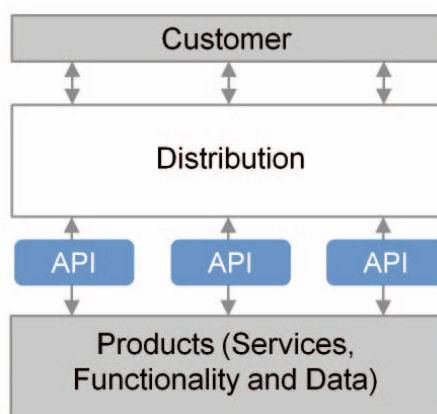 Customer
Distribution
API API API
Products (Services,
Functionality and Data)